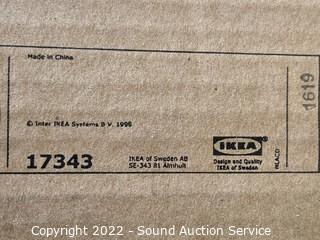 Made in China
© Inter IKEA Systems B.V. 1998
17343
IKEA of Sweden AB
SE-343 81 Älmhult
IKEA
Design and Quality
IKEA of Sweden
1619
Copyright 2022 - Sound Auction Service